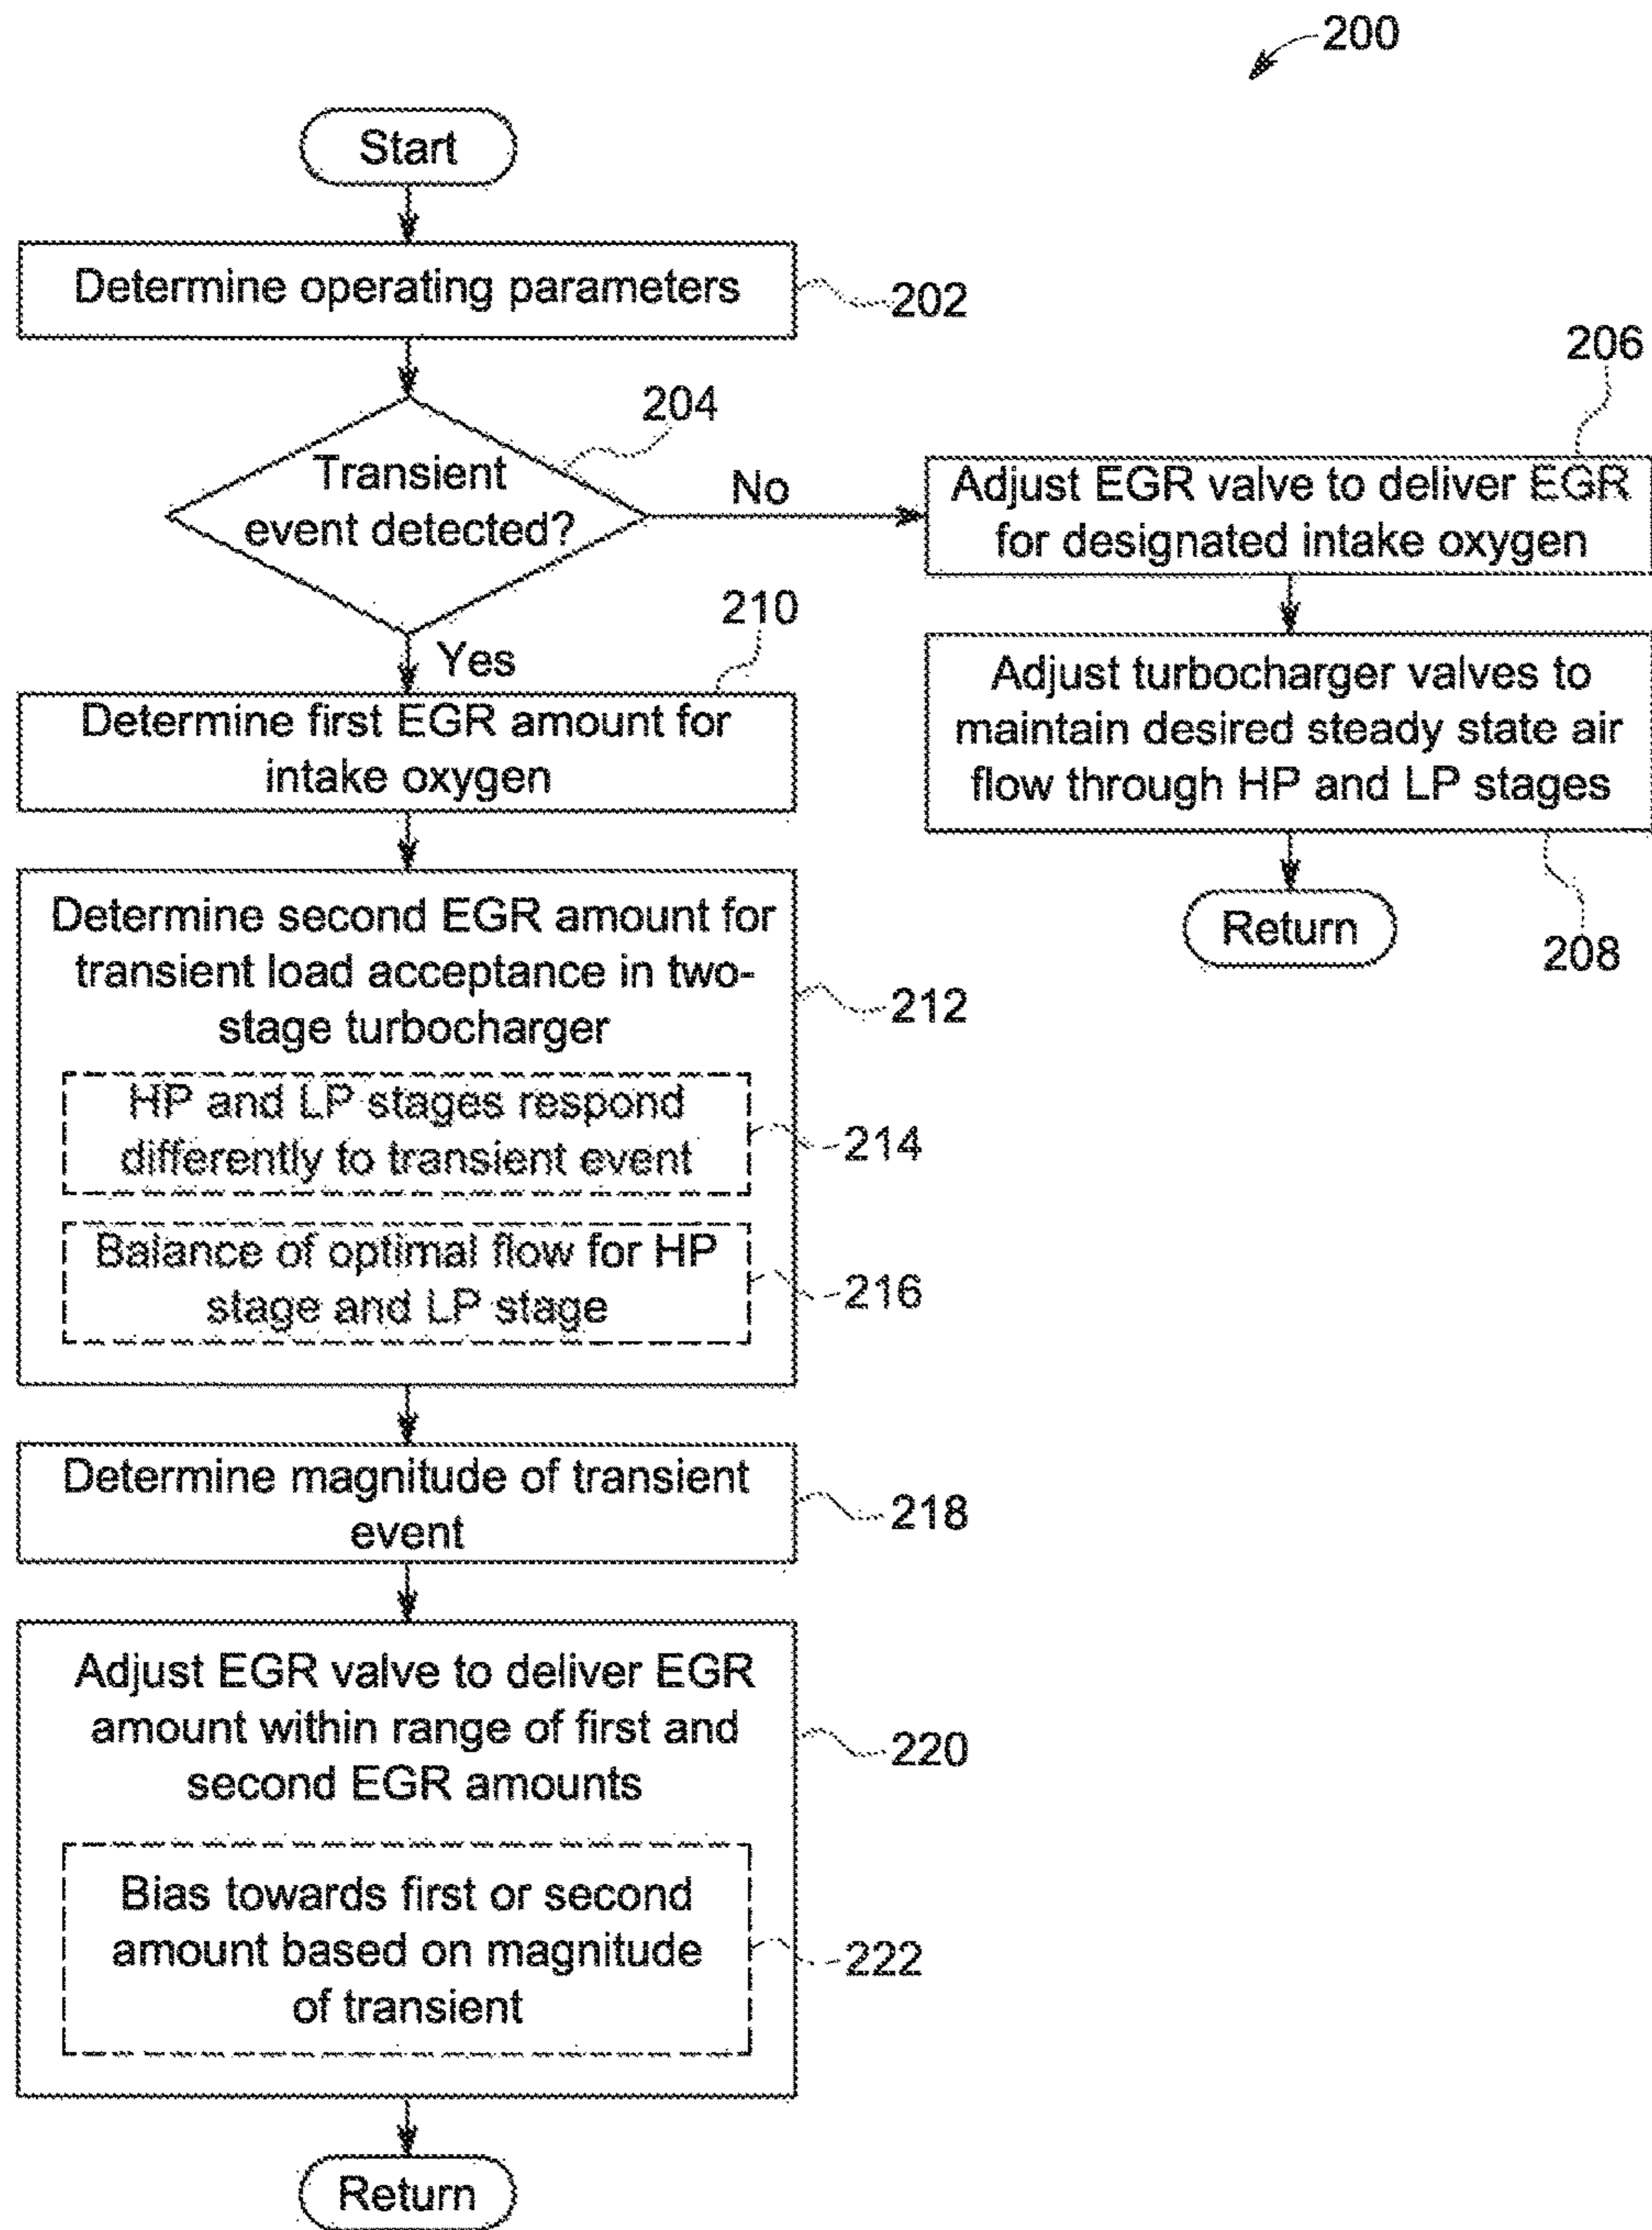 200
Start
Determine operating parameters
202
204
Transient
event detected?
No
Yes
206
Adjust EGR valve to deliver EGR
for designated intake oxygen
Adjust turbocharger valves to
maintain desired steady state air
flow through HP and LP stages
208
Return
210
Determine first EGR amount for
intake oxygen
Determine second EGR amount for
transient load acceptance in two-
stage turbocharger
212
HP and LP stages respond
differently to transient event
214
Balance of optimal flow for HP
stage and LP stage
216
Determine magnitude of transient
event
218
Adjust EGR valve to deliver EGR
amount within range of first and
second EGR amounts
220
Bias towards first or second
amount based on magnitude
of transient
222
Return